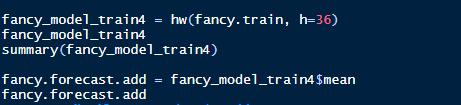 fancy_model_train4 = hw(fancy.train, h=36)
fancy_model_train4
summary(fancy_model_train4)
fancy.forecast.add = fancy_model_train4$mean
fancy.forecast.add